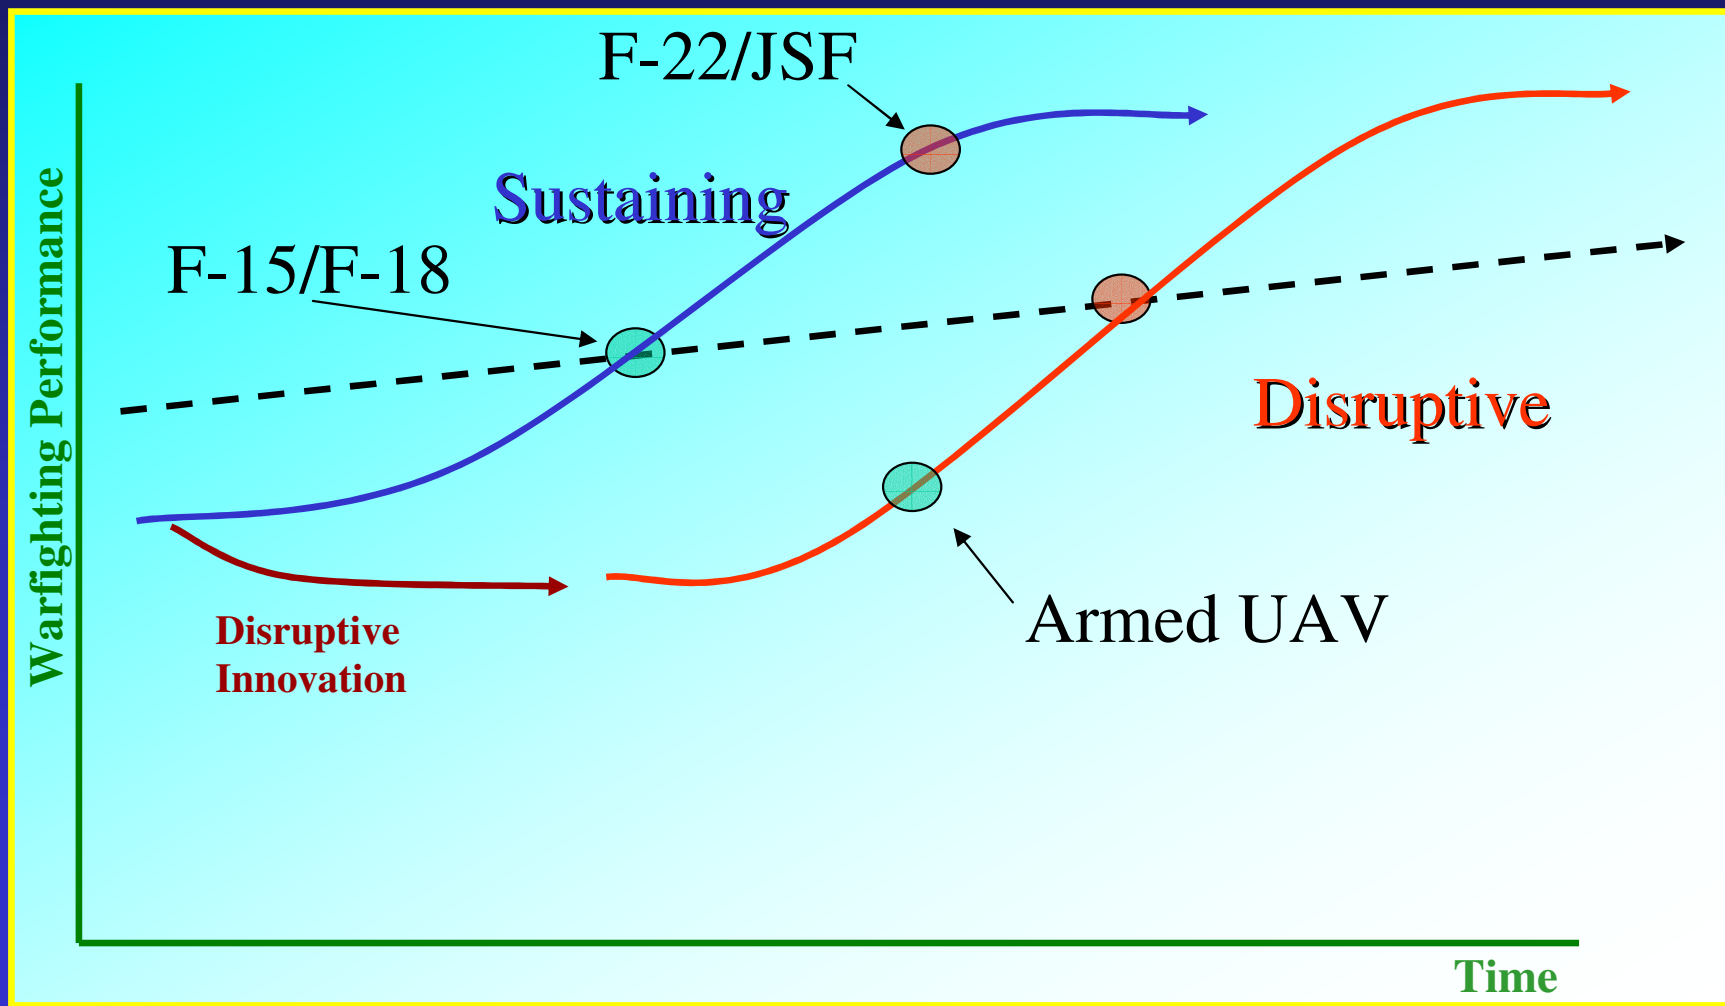 F-22/JSF
Sustaining
F-15/F-18
Warfighting Performance
Disruptive
Armed UAV
Disruptive
Innovation
Time